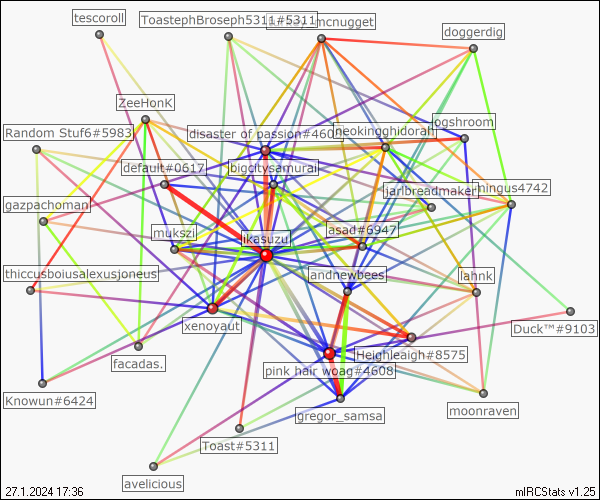 tescoroll
ToastephBroseph5311#5311
mcnugget
doggerdig
ZeeHonK
Random Stuf6#5983
disaster of passion#460
neokingghidorah
ogshroom
default#0617
bigcitysamurai
jarlbreadmaker
mingus4742
gazpachoman
mukszi
ikasuzu
asad#6947
thiccusboiusalexusjoneus
andnewbees
lahnk
xenoyaut
Duck™#9103
facadas.
Heighleaigh#8575
pink hair woag#4608
Knowun#6424
gregor_samsa
moonraven
Toast#5311
avelicious
27.1.2024 17:36
mIRCStats v1.25